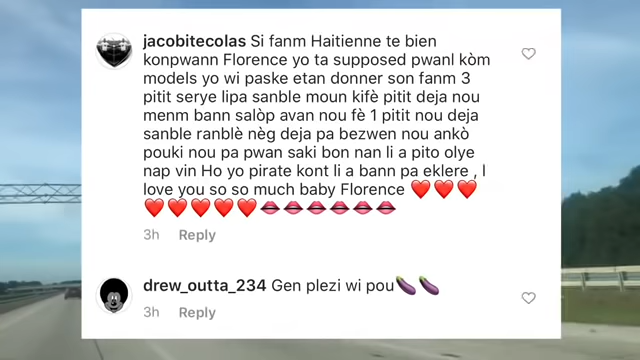 jacobitecolas Si fanm Haitienne te bien
konpwann Florence yo ta supposed pwanl kòm
models yo wi paske etan donner son fanm 3
pitit serye lipa sanble moun kifè pitit deja nou
menm bann salòp avan nou fè 1 pitit nou deja
sanble ranblè nèg deja pa bezwen nou ankò
pouki nou pa pwan saki bon nan li a pito olye
nap vin Ho yo pirate kont li a bann pa eklere , I
love you so so much baby Florence ❤️❤️❤️
❤️❤️❤️❤️❤️👄👄👄👄👄👄
3h Reply
drew_outta_234 Gen plezi wi pou🍆🍆
3h Reply